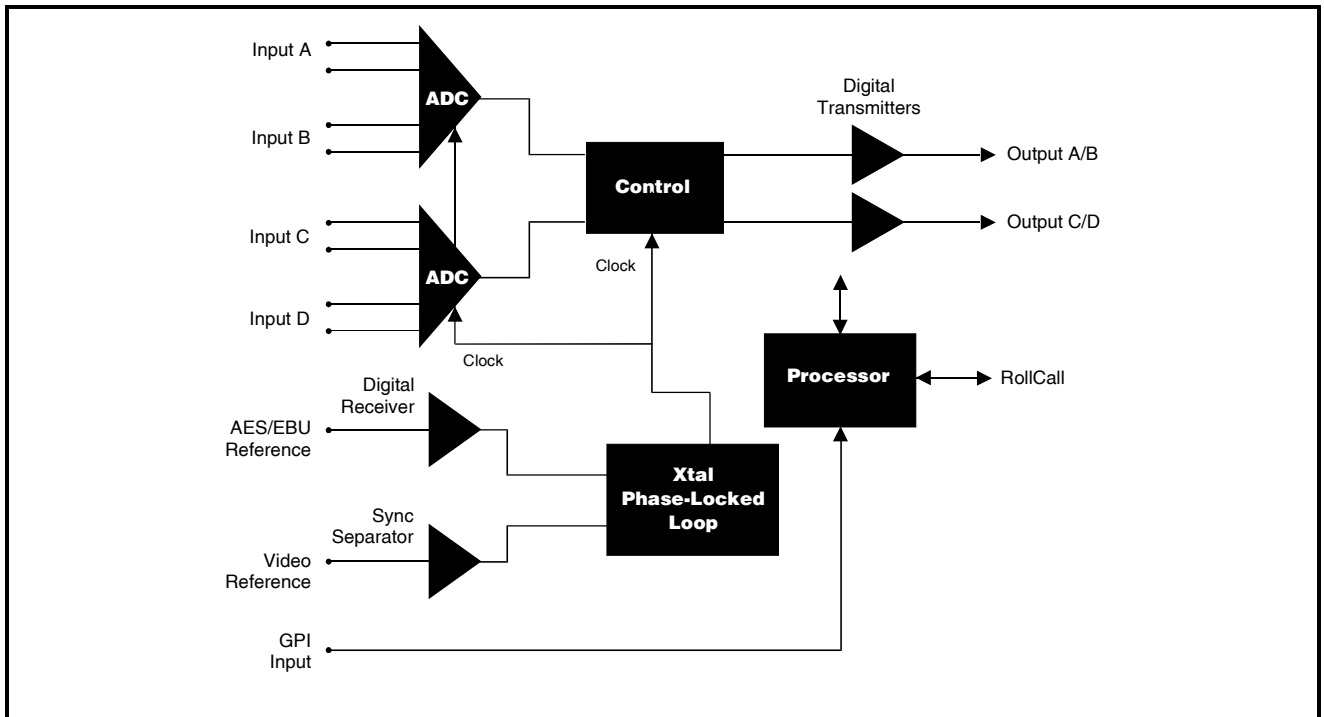 Input A
ADC
Input B
Digital
Transmitters
Output A/B
Control
Output C/D
Input C
ADC
Clock
Input D
Clock
Processor
RollCall
Digital
Receiver
AES/EBU
Reference
Xtal
Phase-Locked
Loop
Sync
Separator
Video
Reference
GPI
Input